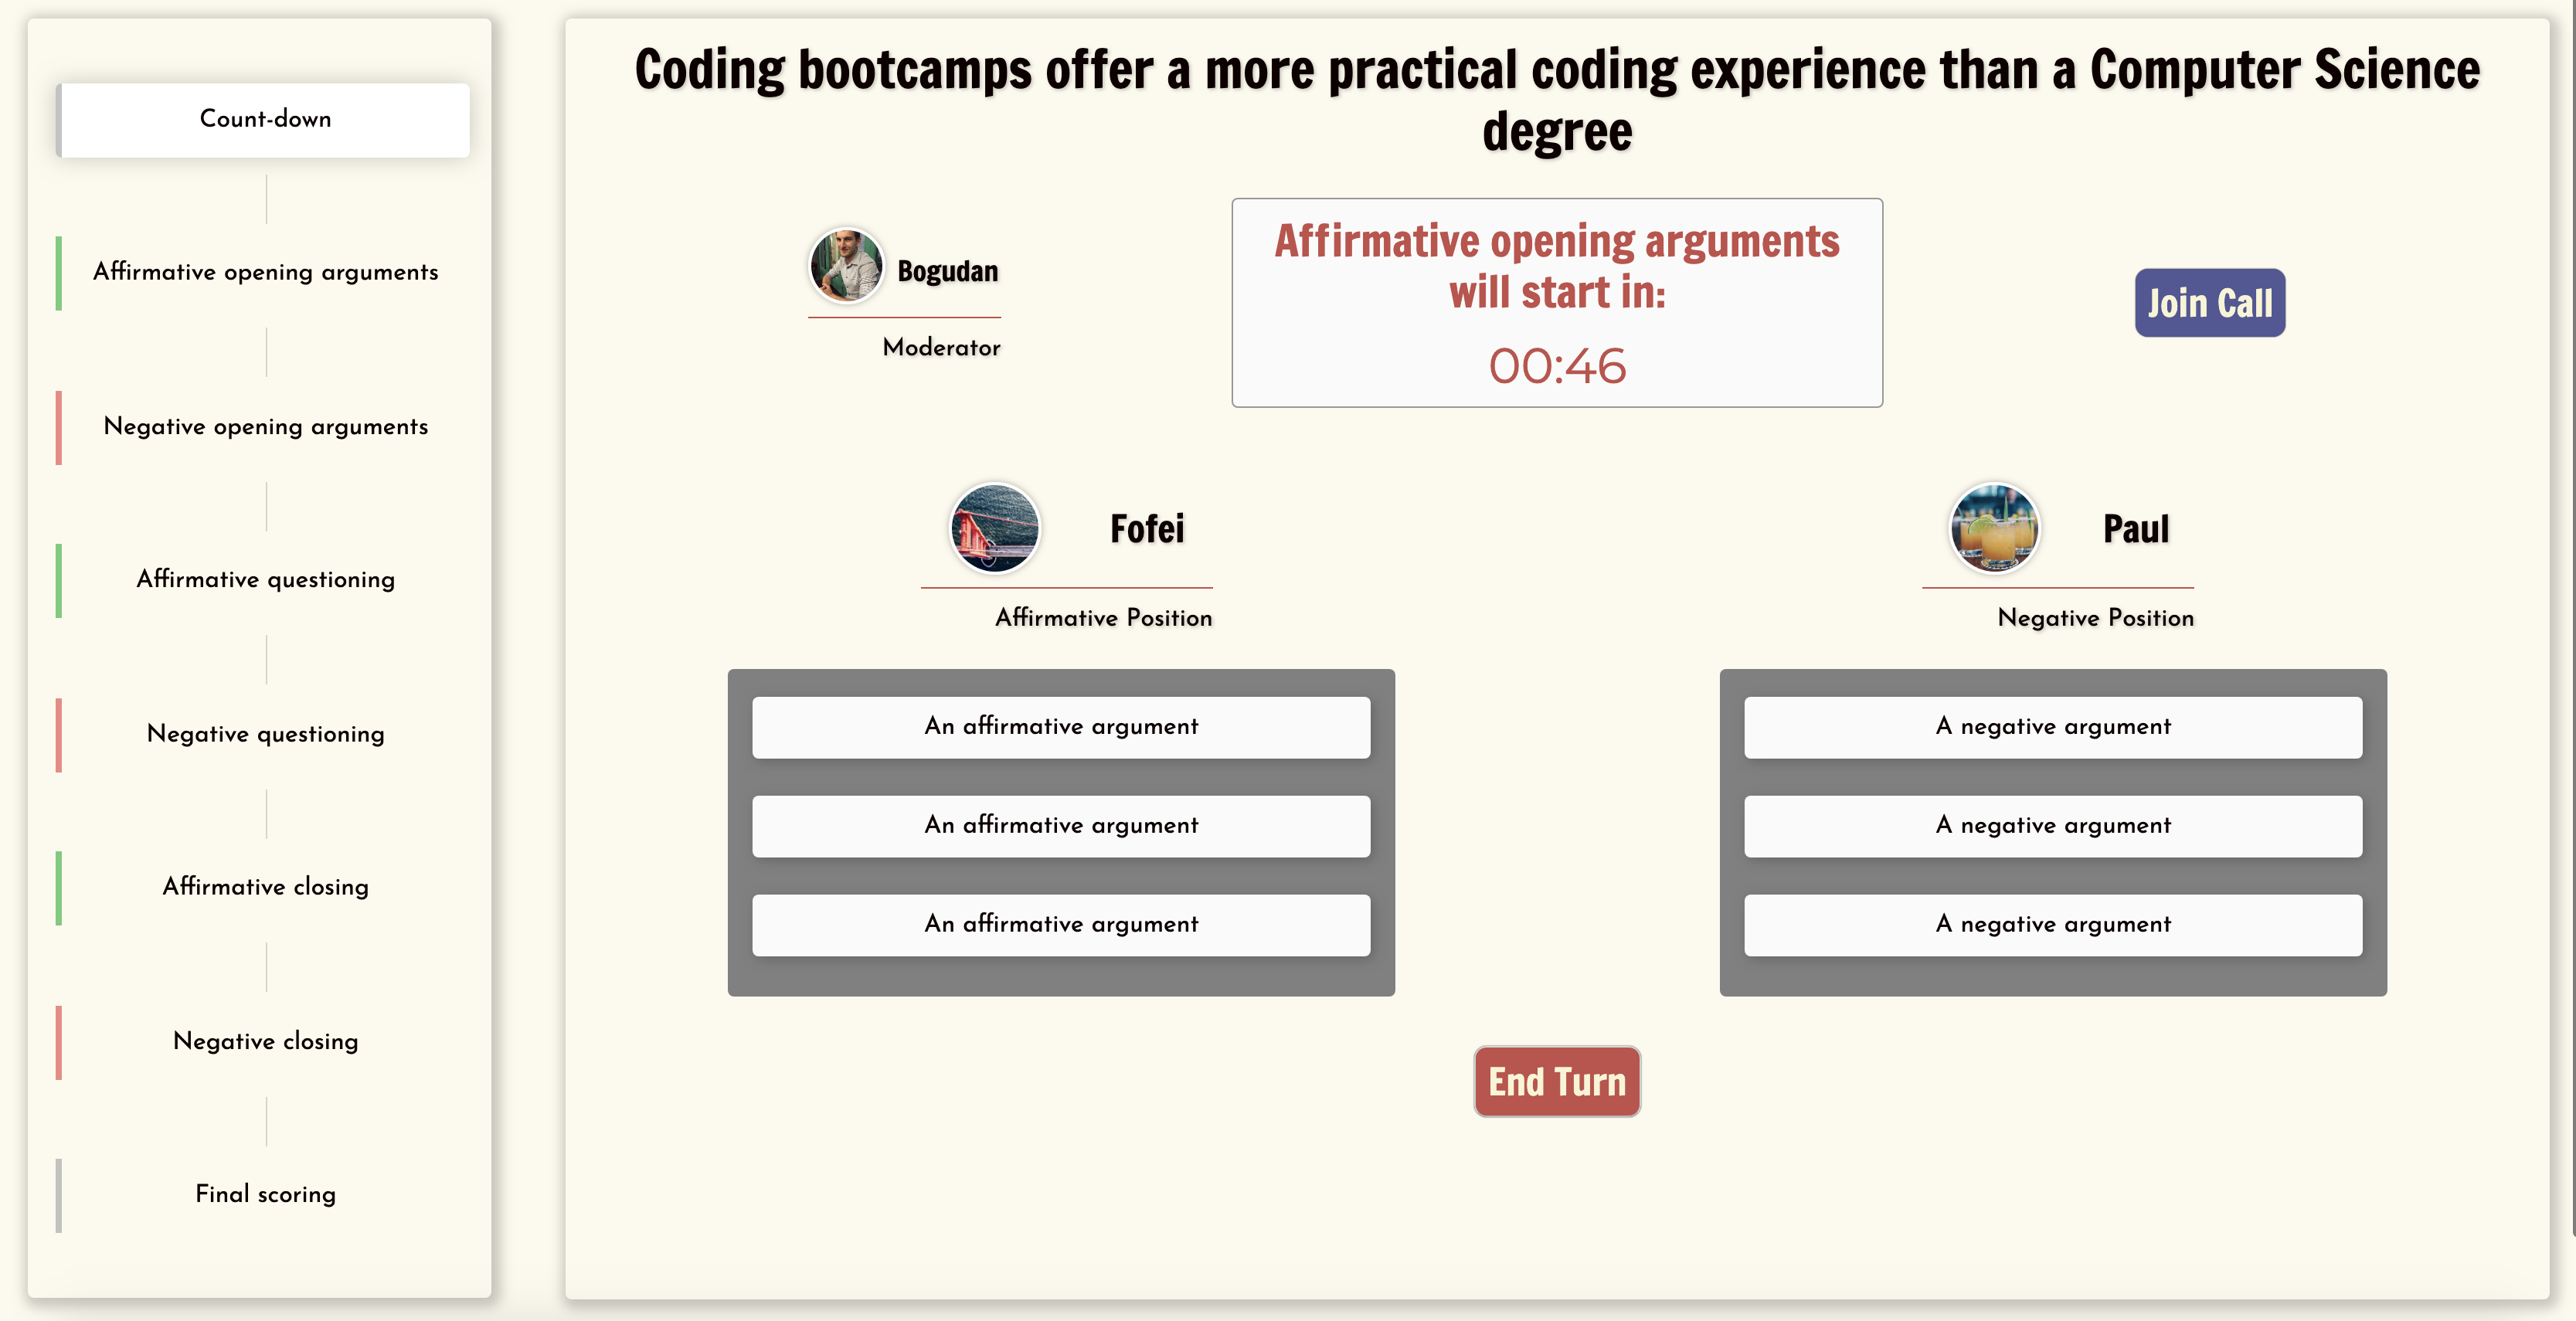 Count-down
Affirmative opening arguments
Negative opening arguments
Affirmative questioning
Negative questioning
Affirmative closing
Negative closing
Final scoring
Coding bootcamps offer a more practical coding experience than a Computer Science
degree
Bogudan
Moderator
Affirmative opening arguments
will start in:
00:46
Join Call
Fofei
Affirmative Position
Paul
Negative Position
An affirmative argument
An affirmative argument
An affirmative argument
A negative argument
A negative argument
A negative argument
End Turn